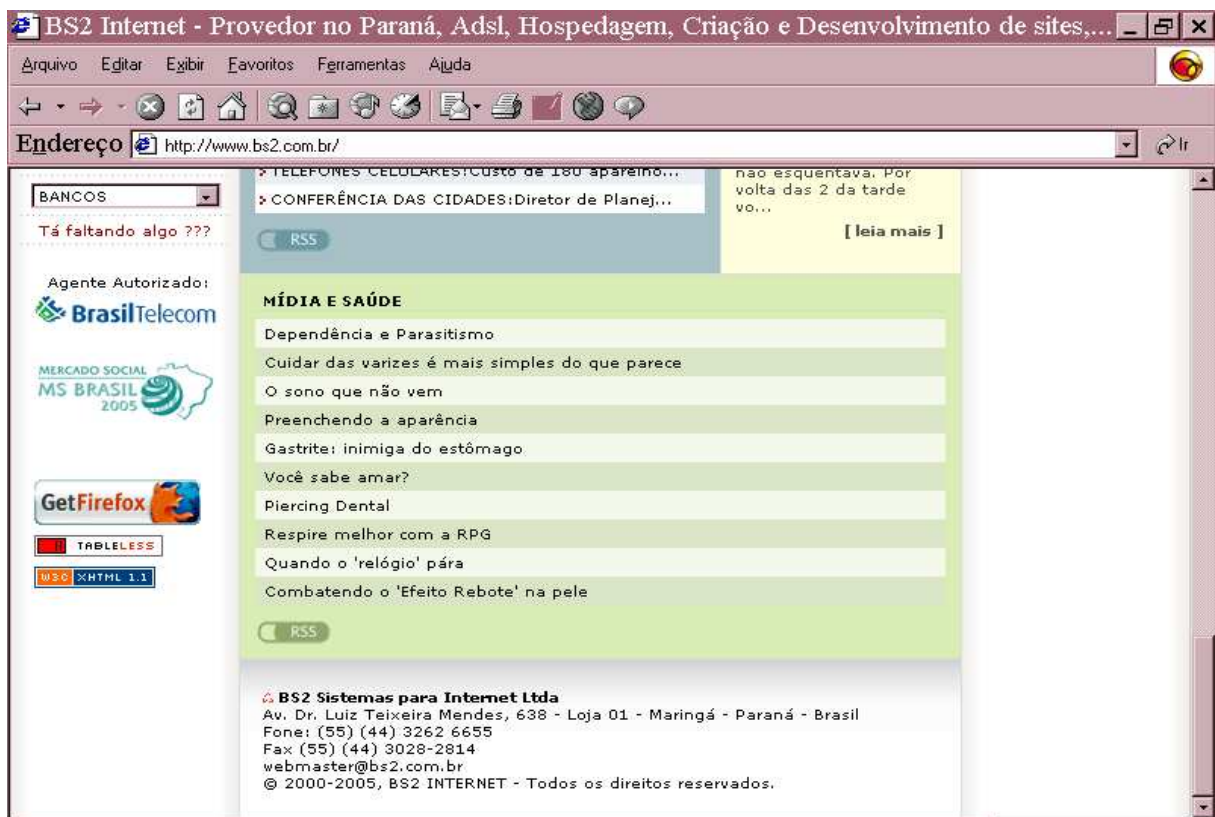 BS2 Internet - Provedor no Paraná, Adsl, Hospedagem, Criação e Desenvolvimento de sites,...
Arquivo Editar Exibir Favoritos Ferramentas Ajuda
Endereço http://www.bs2.com.br/ Ir
BANCOS
Tá faltando algo ???
Agente Autorizado:
BrasilTelecom
MERCADO SOCIAL
MS BRASIL
2005
GetFirefox
TABLELESS
W3C XHTML 1.1
TELEFONES CELULARES:Custo de 180 aparelho...
CONFERÊNCIA DAS CIDADES:Diretor de Planej...
RSS
não esquentava. Por
volta das 2 da tarde
vo...
[ leia mais ]
MÍDIA E SAÚDE
Dependência e Parasitismo
Cuidar das varizes é mais simples do que parece
O sono que não vem
Preenchendo a aparência
Gastrite: inimiga do estômago
Você sabe amar?
Piercing Dental
Respire melhor com a RPG
Quando o 'relógio' pára
Combatendo o 'Efeito Rebote' na pele
RSS
BS2 Sistemas para Internet Ltda
Av. Dr. Luiz Teixeira Mendes, 638 - Loja 01 - Maringá - Paraná - Brasil
Fone: (55) (44) 3262 6655
Fax (55) (44) 3028-2814
webmaster@bs2.com.br
© 2000-2005, BS2 INTERNET - Todos os direitos reservados.